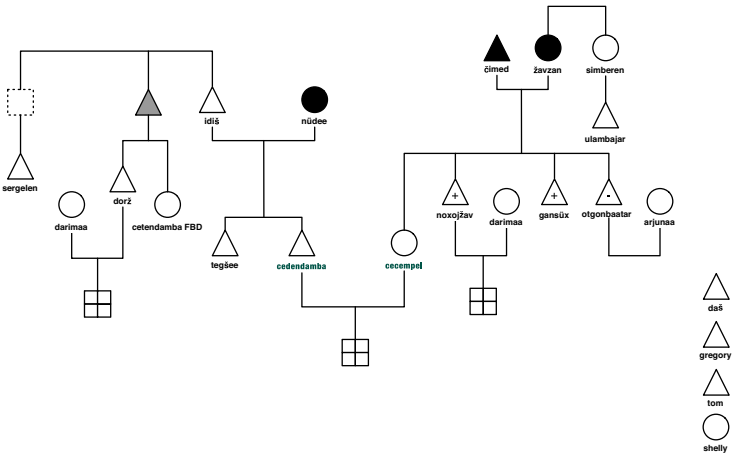 čimed
žavzan
simberen
idiš
nüdee
ulambajar
sergelen
dorž
darimaa
cetendamba FBD
noxojžav
darimaa
gansüx
otgonbaatar
arjunaa
+
+
-
tegšee
cedendamba
cecempel
daš
gregory
tom
shelly